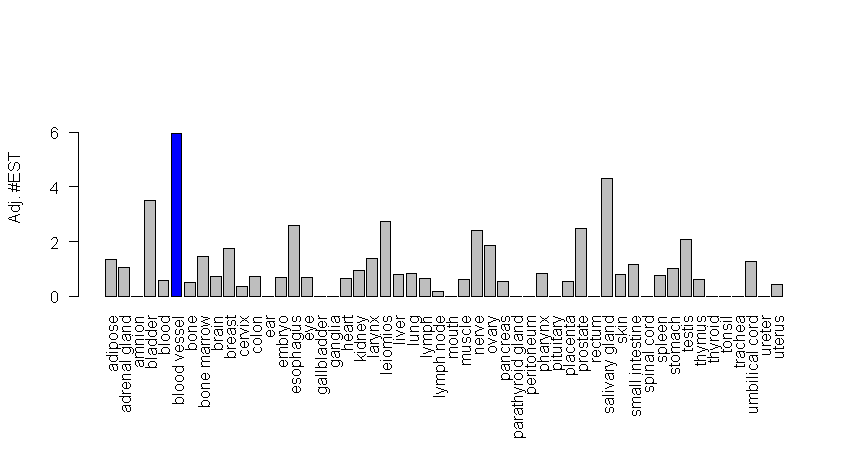 Adj. #EST
6
4
2
0
adipose
adrenal gland
amnion
bladder
blood
blood vessel
bone
bone marrow
brain
breast
cervix
colon
ear
embryo
esophagus
eye
gallbladder
ganglia
heart
kidney
larynx
leiomios
liver
lung
lymph
lymph node
mouth
muscle
nerve
ovary
pancreas
parathyroid gland
peritoneum
pharynx
pituitary
placenta
prostate
rectum
salivary gland
skin
small intestine
spinal cord
spleen
stomach
testis
thymus
thyroid
tonsil
trachea
umbilical cord
ureter
uterus